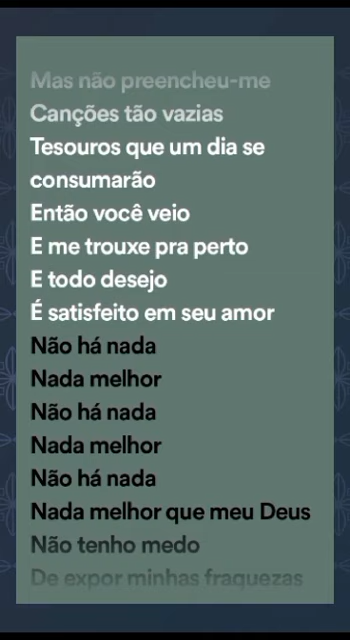 Mas não preencheu-me
Canções tão vazias
Tesouros que um dia se
consumarão
Então você veio
E me trouxe pra perto
E todo desejo
É satisfeito em seu amor
Não há nada
Nada melhor
Não há nada
Nada melhor
Não há nada
Nada melhor que meu Deus
Não tenho medo
De expor minhas fraquezas